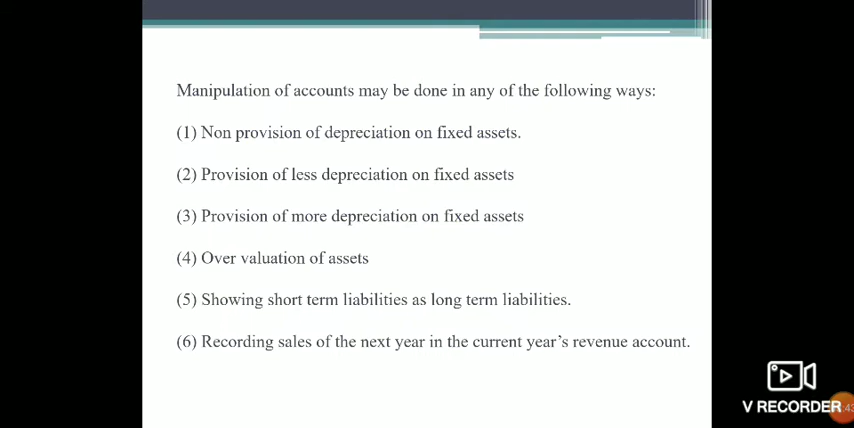 Manipulation of accounts may be done in any of the following ways:
(1) Non provision of depreciation on fixed assets.
(2) Provision of less depreciation on fixed assets
(3) Provision of more depreciation on fixed assets
(4) Over valuation of assets
(5) Showing short term liabilities as long term liabilities.
(6) Recording sales of the next year in the current year’s revenue account.
V RECORDER